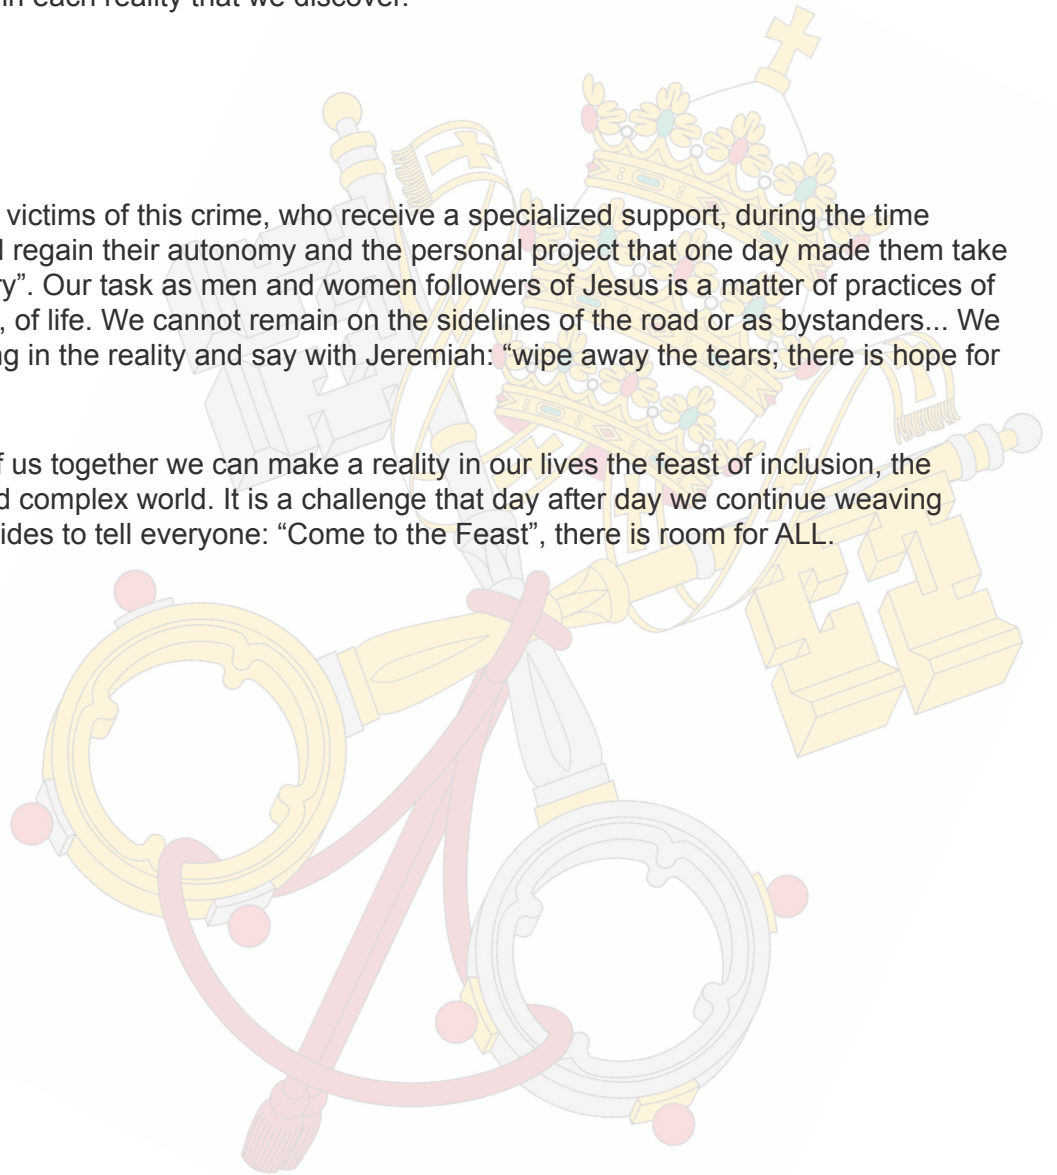 in each reality that we discover.
victims of this crime, who receive a specialized support, during the time
regain their autonomy and the personal project that one day made them take
ry”. Our task as men and women followers of Jesus is a matter of practices of
, of life. We cannot remain on the sidelines of the road or as bystanders... We
ng in the reality and say with Jeremiah: “wipe away the tears; there is hope for
f us together we can make a reality in our lives the feast of inclusion, the
d complex world. It is a challenge that day after day we continue weaving
ides to tell everyone: “Come to the Feast”, there is room for ALL.